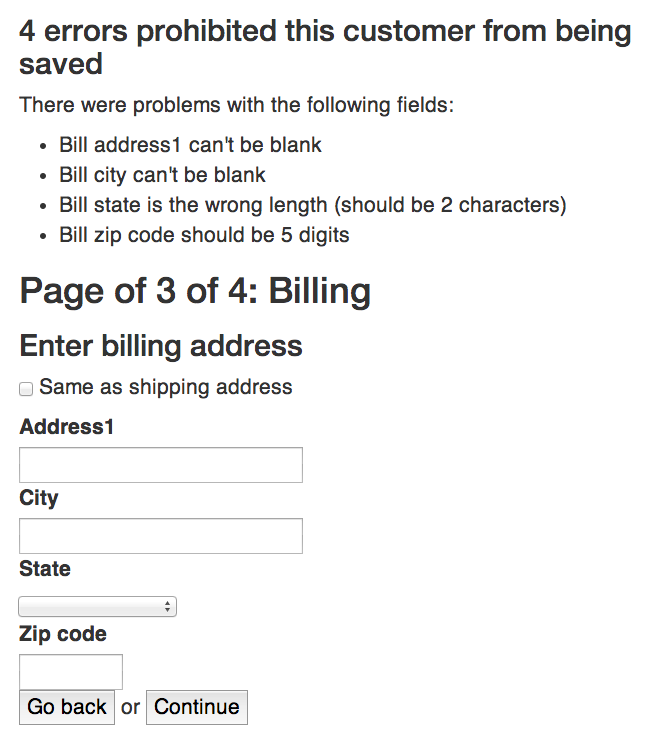 4 errors prohibited this customer from being
saved
There were problems with the following fields:
• Bill address1 can't be blank
• Bill city can't be blank
• Bill state is the wrong length (should be 2 characters)
• Bill zip code should be 5 digits
Page of 3 of 4: Billing
Enter billing address
Same as shipping address
Address1
City
State
Zip code
Go back or Continue